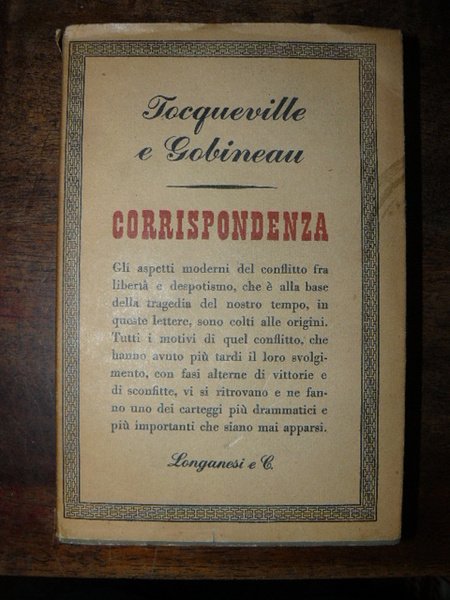 Tocqueville
e Gobineau
CORRISPONDENZA
Gli aspetti moderni del conflitto fra
libertà e despotismo, che è alla base
della tragedia del nostro tempo, in
queste lettere, sono colti alle origini.
Tutti i motivi di quel conflitto, che
hanno avuto più tardi il loro svolgi-
mento, con fasi alterne di vittorie e
di sconfitte, vi si ritrovano e ne fan-
no uno dei carteggi più drammatici e
più importanti che siano mai apparsi.
Longanesi e C.